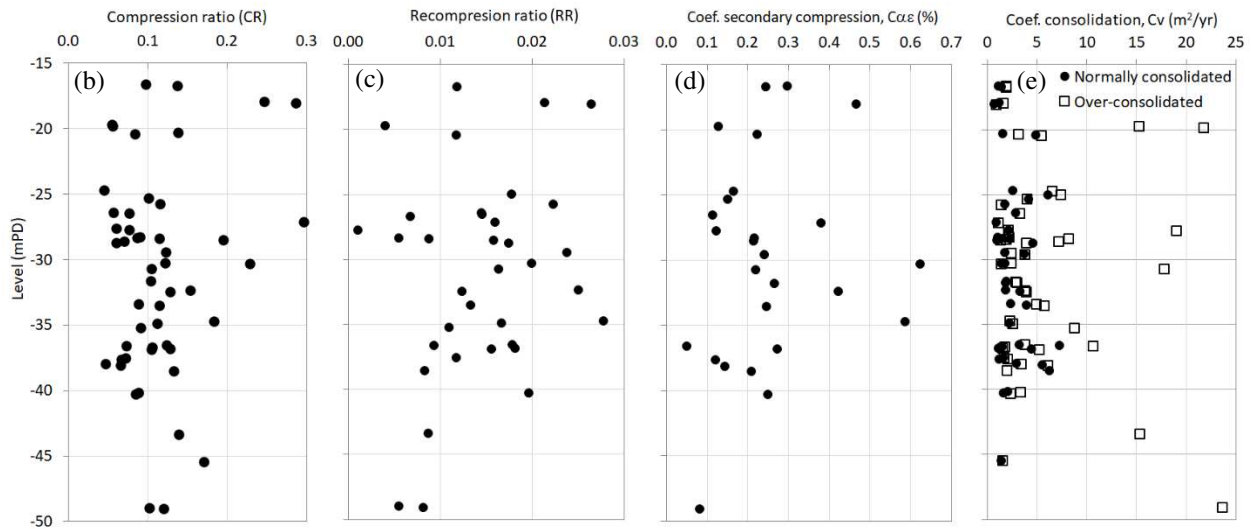 Compression ratio (CR)
0.0 0.1 0.2 0.3
Recompresion ratio (RR)
0.00 0.01 0.02 0.03
Coef. secondary compression, Cαε (%)
0 0.1 0.2 0.3 0.4 0.5 0.6 0.7
Coef. consolidation, Cv (m²/yr)
0 5 10 15 20 25
Level (mPD)
-15
-20
-25
-30
-35
-40
-45
-50
(b)
(c)
(d)
(e)
Normally consolidated
Over-consolidated